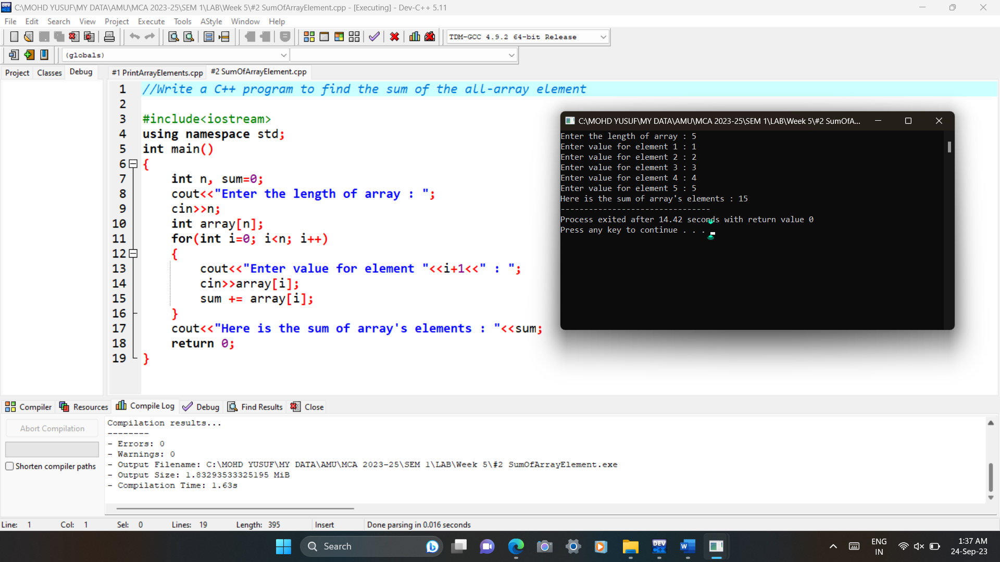 C:\MOHD YUSUF\MY DATA\AMU\MCA 2023-25\SEM 1\LAB\Week 5\#2 SumOfArrayElement.cpp - [Executing] - Dev-C++ 5.11
File Edit Search View Project Execute Tools AStyle Window Help
TDM-GCC 4.9.2 64-bit Release
(globals)
Project Classes Debug #1 PrintArrayElements.cpp #2 SumOfArrayElement.cpp
1 //Write a C++ program to find the sum of the all-array element
2
3 #include<iostream>
4 using namespace std;
5 int main()
6 {
7 int n, sum=0;
8 cout<<"Enter the length of array : ";
9 cin>>n;
10 int array[n];
11 for(int i=0; i<n; i++)
12 {
13 cout<<"Enter value for element "<<i+1<<" : ";
14 cin>>array[i];
15 sum += array[i];
16 }
17 cout<<"Here is the sum of array's elements : "<<sum;
18 return 0;
19 }
C:\MOHD YUSUF\MY DATA\AMU\MCA 2023-25\SEM 1\LAB\Week 5\#2 SumOfA...
Enter the length of array : 5
Enter value for element 1 : 1
Enter value for element 2 : 2
Enter value for element 3 : 3
Enter value for element 4 : 4
Enter value for element 5 : 5
Here is the sum of array's elements : 15
--------------------------------
Process exited after 14.42 seconds with return value 0
Press any key to continue . . .
Compiler Resources Compile Log Debug Find Results Close
Abort Compilation
Shorten compiler paths
Compilation results...
--------
- Errors: 0
- Warnings: 0
- Output Filename: C:\MOHD YUSUF\MY DATA\AMU\MCA 2023-25\SEM 1\LAB\Week 5\#2 SumOfArrayElement.exe
- Output Size: 1.83293533325195 MiB
- Compilation Time: 1.63s
Line: 1 Col: 1 Sel: 0 Lines: 19 Length: 395 Insert Done parsing in 0.016 seconds
Search
DEV C++
W
ENG
IN
1:37 AM
24-Sep-23